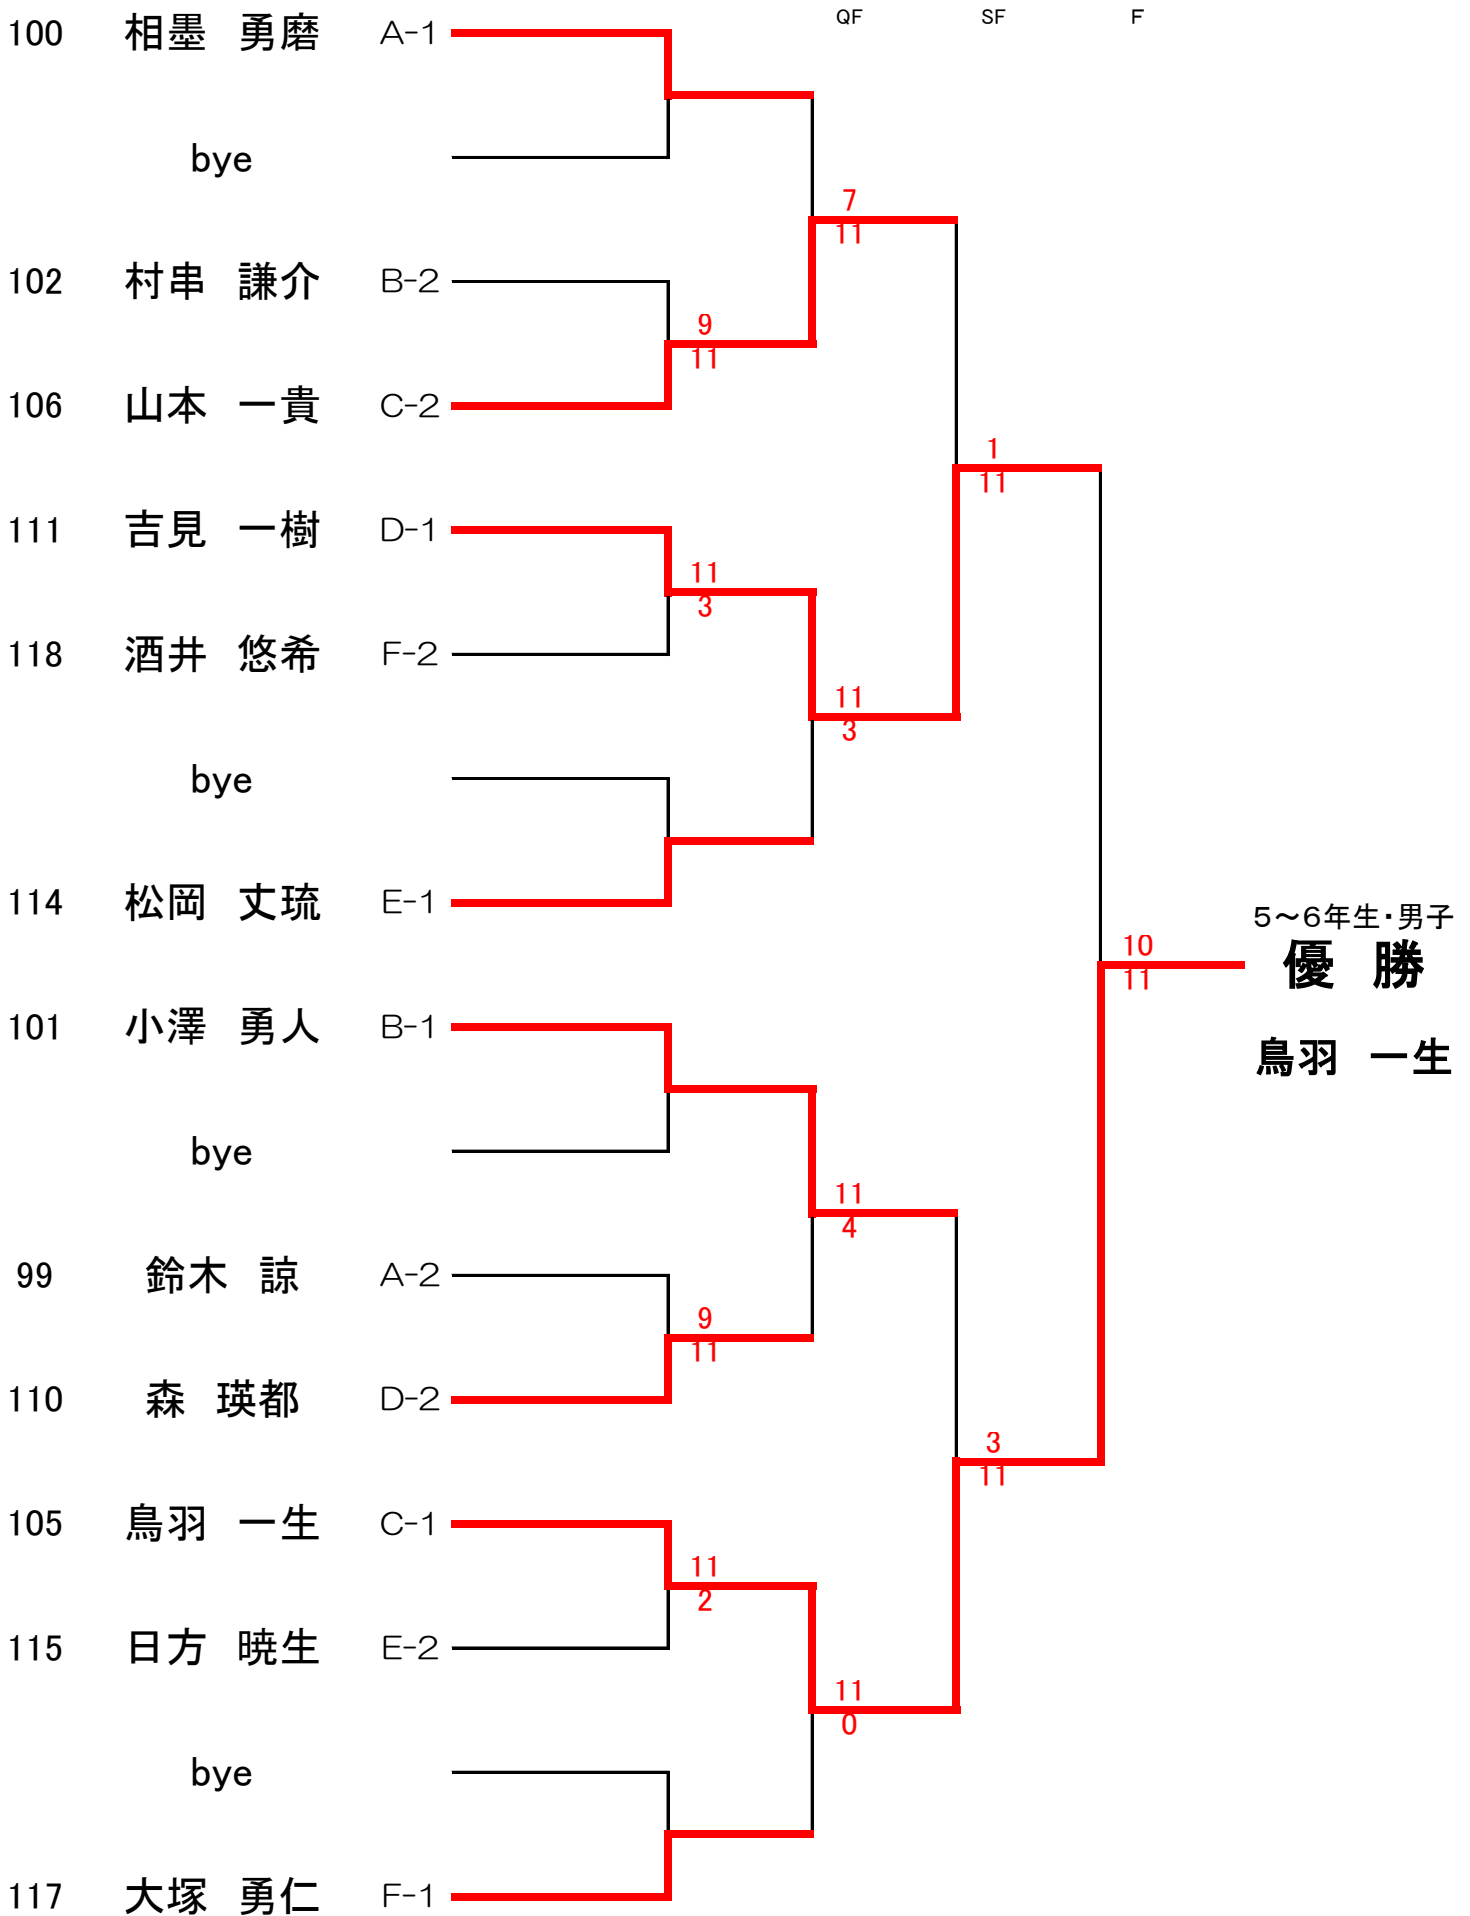 QF SF F
100 相墨 勇磨 A-1
bye
7
11
102 村串 謙介 B-2
9
11
106 山本 一貴 C-2
1
11
111 吉見 一樹 D-1
11
3
118 酒井 悠希 F-2
11
3
bye
114 松岡 丈琉 E-1
5～6年生・男子
10
11
優 勝
101 小澤 勇人 B-1
鳥羽 一生
bye
11
4
99 鈴木 諒 A-2
9
11
110 森 瑛都 D-2
3
11
105 鳥羽 一生 C-1
11
2
115 日方 暁生 E-2
11
0
bye
117 大塚 勇仁 F-1